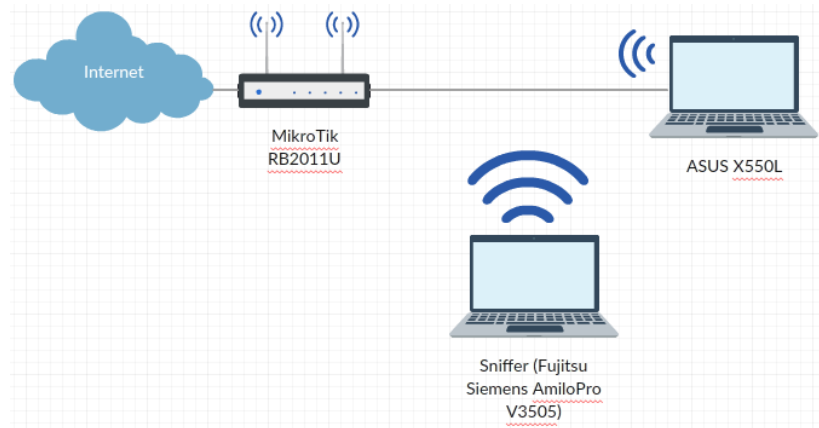 Internet
MikroTik
RB2011U
ASUS X550L
Sniffer (Fujitsu
Siemens AmiloPro
V3505)